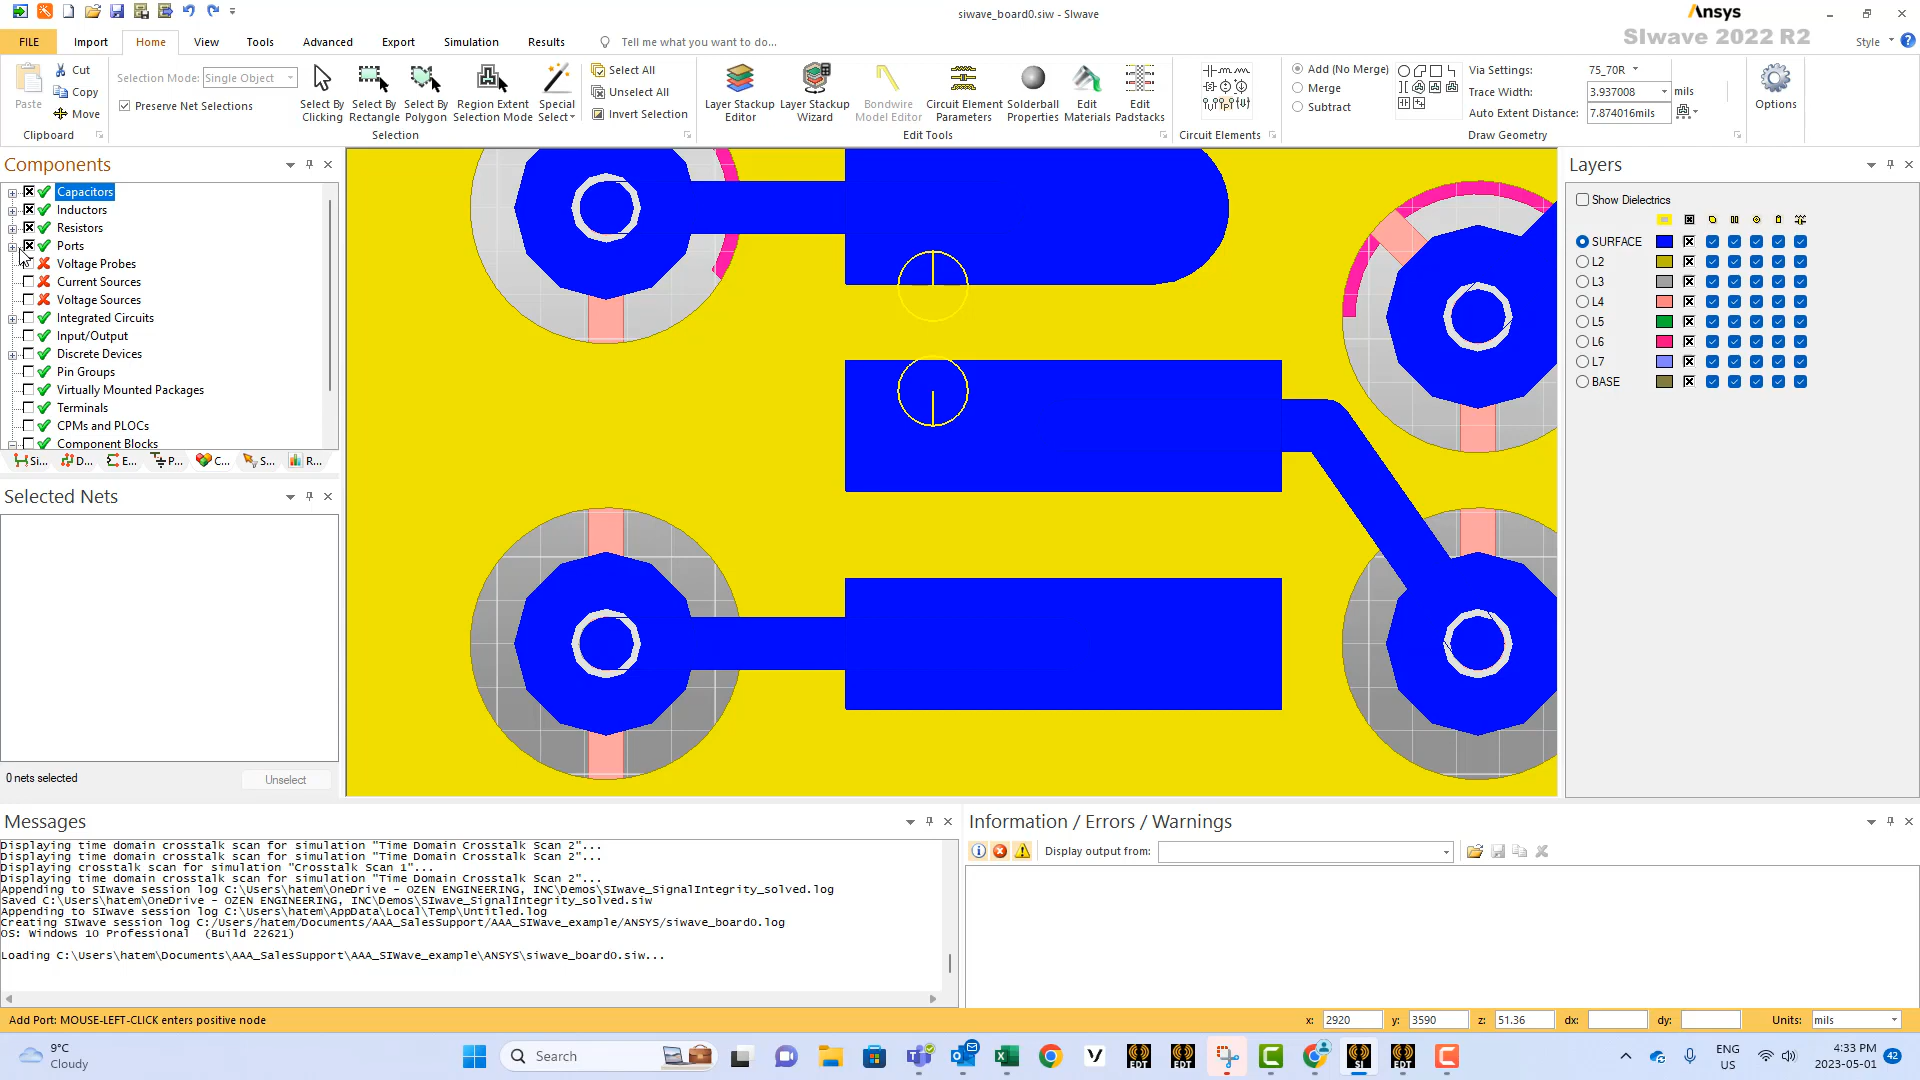 siwave_board0.siw - SIwave
Ansys
SIwave 2022 R2
FILE Import Home View Tools Advanced Export Simulation Results Tell me what you want to do... Style
Paste Cut Copy Move
Clipboard
Selection Mode: Single Object
Preserve Net Selections
Select By Clicking
Select By Rectangle
Select By Polygon
Region Extent Selection Mode
Special Select
Select All
Unselect All
Invert Selection
Selection
Layer Stackup Editor
Layer Stackup Wizard
Bondwire Model Editor
Circuit Element Parameters
Solderball Properties
Edit Materials
Edit Padstacks
Edit Tools
Circuit Elements
Add (No Merge)
Merge
Subtract
Via Settings: 75_70R
Trace Width: 3.937008 mils
Auto Extent Distance: 7.874016mils
Draw Geometry
Options
Components
Capacitors
Inductors
Resistors
Ports
Voltage Probes
Current Sources
Voltage Sources
Integrated Circuits
Input/Output
Discrete Devices
Pin Groups
Virtually Mounted Packages
Terminals
CPMs and PLOCs
Component Blocks
Si... D... E... P... C... S... R...
Selected Nets
0 nets selected
Unselect
Layers
Show Dielectrics
SURFACE
L2
L3
L4
L5
L6
L7
BASE
Messages
Displaying time domain crosstalk scan for simulation "Time Domain Crosstalk Scan 2"...
Displaying time domain crosstalk scan for simulation "Time Domain Crosstalk Scan 2"...
Displaying crosstalk scan for simulation "Crosstalk Scan 1"...
Displaying time domain crosstalk scan for simulation "Time Domain Crosstalk Scan 2"...
Appending to SIwave session log C:\Users\hatem\OneDrive - OZEN ENGINEERING, INC\Demos\SIwave_SignalIntegrity_solved.log
Saved C:\Users\hatem\OneDrive - OZEN ENGINEERING, INC\Demos\SIwave_SignalIntegrity_solved.siw
Appending to SIwave session log C:\Users\hatem\AppData\Local\Temp\Untitled.log
Creating SIwave session log C:/Users/hatem/Documents/AAA_SalesSupport/AAA_SIWave_example/ANSYS/siwave_board0.log
OS: Windows 10 Professional (Build 22621)
Loading C:\Users\hatem\Documents\AAA_SalesSupport\AAA_SIWave_example\ANSYS\siwave_board0.siw...
Information / Errors / Warnings
Display output from:
Add Port: MOUSE-LEFT-CLICK enters positive node
x: 2920 y: 3590 z: 51.36 dx: dy: Units: mils
9°C
Cloudy
Search
EDT
EDT
SI
EDT
ENG
US
4:33 PM
2023-05-01
42